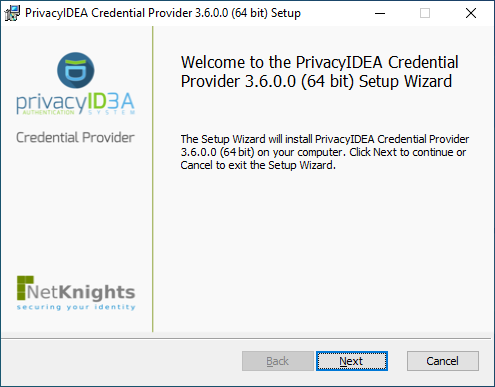 PrivacyIDEA Credential Provider 3.6.0.0 (64 bit) Setup
Welcome to the PrivacyIDEA Credential
Provider 3.6.0.0 (64 bit) Setup Wizard
privacyID3A
AUTHENTICATION SYSTEM
Credential Provider
The Setup Wizard will install PrivacyIDEA Credential Provider
3.6.0.0 (64 bit) on your computer. Click Next to continue or
Cancel to exit the Setup Wizard.
NetKnights
securing your identity
Back
Next
Cancel